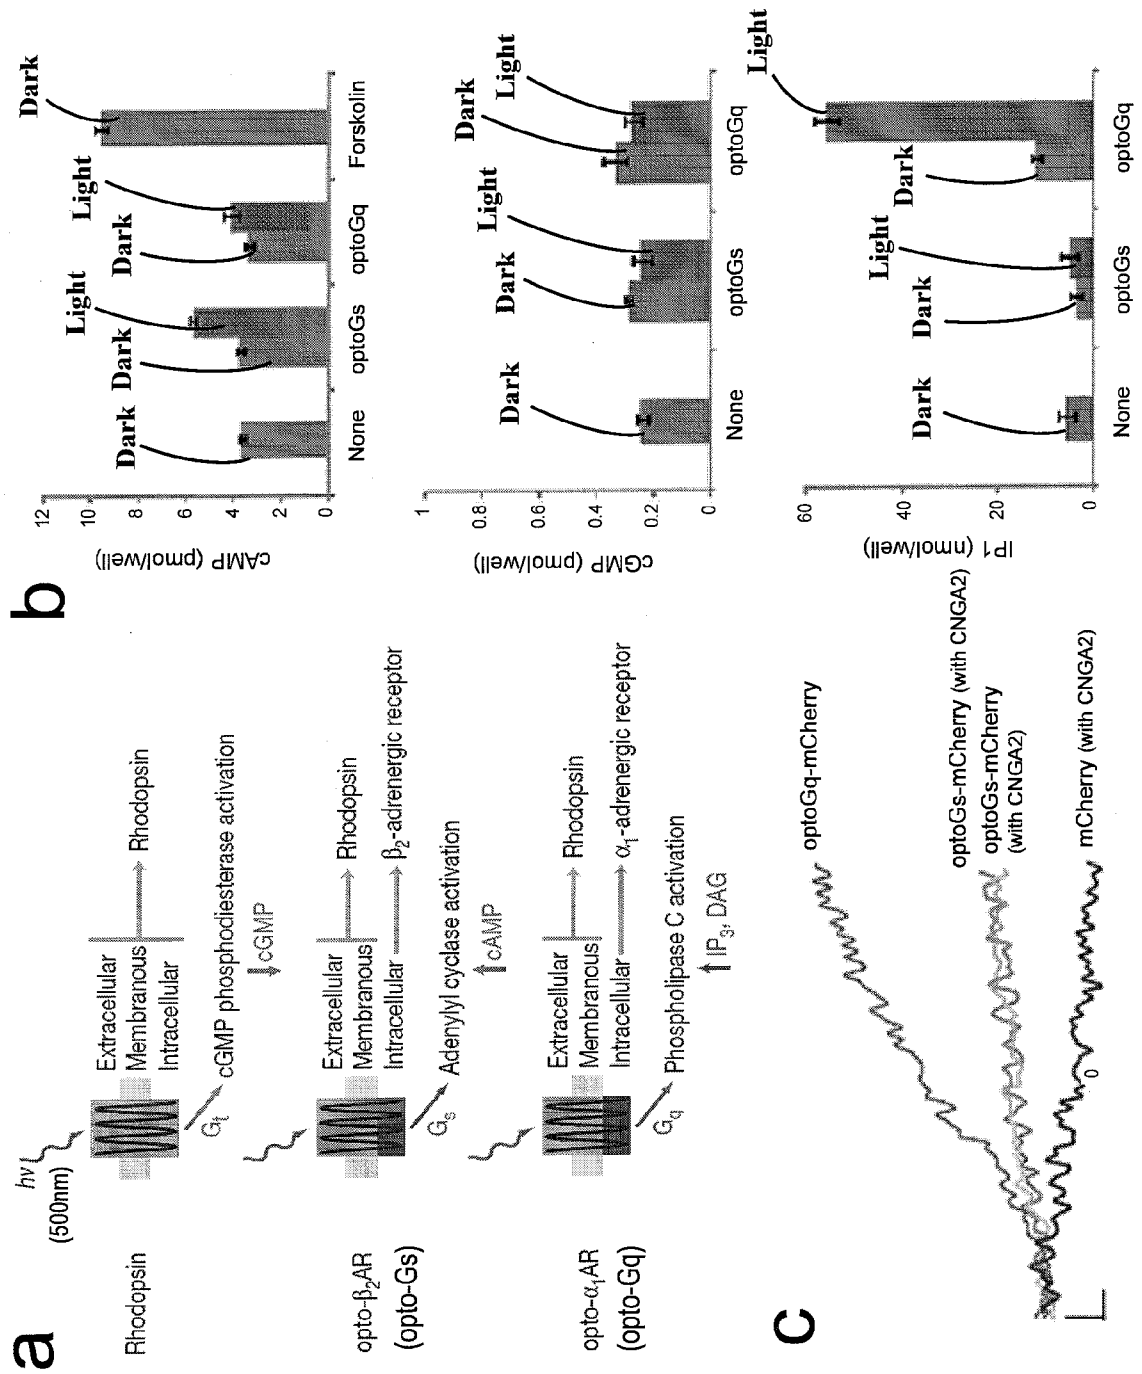 a
hν
(500nm)
Rhodopsin
Extracellular
Membranous
Intracellular
Rhodopsin
Gt
cGMP phosphodiesterase activation
cGMP
opto-β2AR
(opto-Gs)
Extracellular
Membranous
Intracellular
Rhodopsin
β2-adrenergic receptor
Gs
Adenylyl cyclase activation
cAMP
opto-α1AR
(opto-Gq)
Extracellular
Membranous
Intracellular
Rhodopsin
α1-adrenergic receptor
Gq
Phospholipase C activation
IP3, DAG
b
cAMP (pmol/well)
12
10
8
6
4
2
0
Dark
Dark
Light
Dark
Light
Dark
None
optoGs
optoGq
Forskolin
cGMP (pmol/well)
1
0.8
0.6
0.4
0.2
0
Dark
Dark
Light
Dark
Light
None
optoGs
optoGq
IP1 (nmol/well)
60
40
20
0
Dark
Dark
Light
Dark
Light
None
optoGs
optoGq
c
optoGq-mCherry
optoGs-mCherry (with CNGA2)
optoGs-mCherry
(with CNGA2)
0
mCherry (with CNGA2)